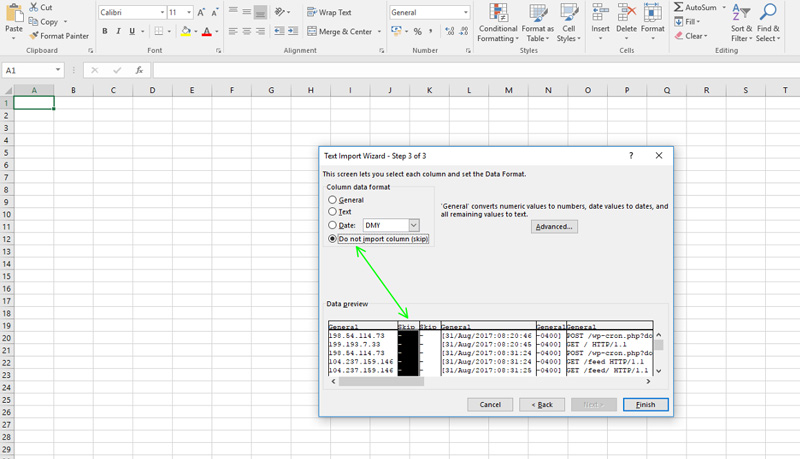 Cut
Copy
Format Painter
Paste
Clipboard
Calibri 11
B I U
Font
Wrap Text
Merge & Center
Alignment
General
%
Number
Conditional Formatting
Format as Table
Cell Styles
Styles
Insert Delete Format
Cells
AutoSum
Fill
Clear
Sort & Filter
Find & Select
Editing
A1 fx
A B C D E F G H I J K L M N O P Q R S T
1
2
3
4
5
6
7
8
9
10
11
12
13
14
15
16
17
18
19
20
21
22
23
24
25
26
27
28
29
Text Import Wizard - Step 3 of 3 ?
This screen lets you select each column and set the Data Format.
Column data format
General
Text
Date: DMY
Do not import column (skip)
'General' converts numeric values to numbers, date values to dates, and
all remaining values to text.
Advanced...
Data preview
General Skip Skip General General General
198.54.114.73 - - [31/Aug/2017:08:20:46 -0400] POST /wp-cron.php?do
199.193.7.33 - - [31/Aug/2017:08:20:45 -0400] GET / HTTP/1.1
198.54.114.73 - - [31/Aug/2017:08:31:24 -0400] POST /wp-cron.php?do
104.237.159.146 - - [31/Aug/2017:08:31:24 -0400] GET /feed HTTP/1.1
104.237.159.146 - - [31/Aug/2017:08:31:25 -0400] GET /feed/ HTTP/1.1
Cancel < Back Next > Finish